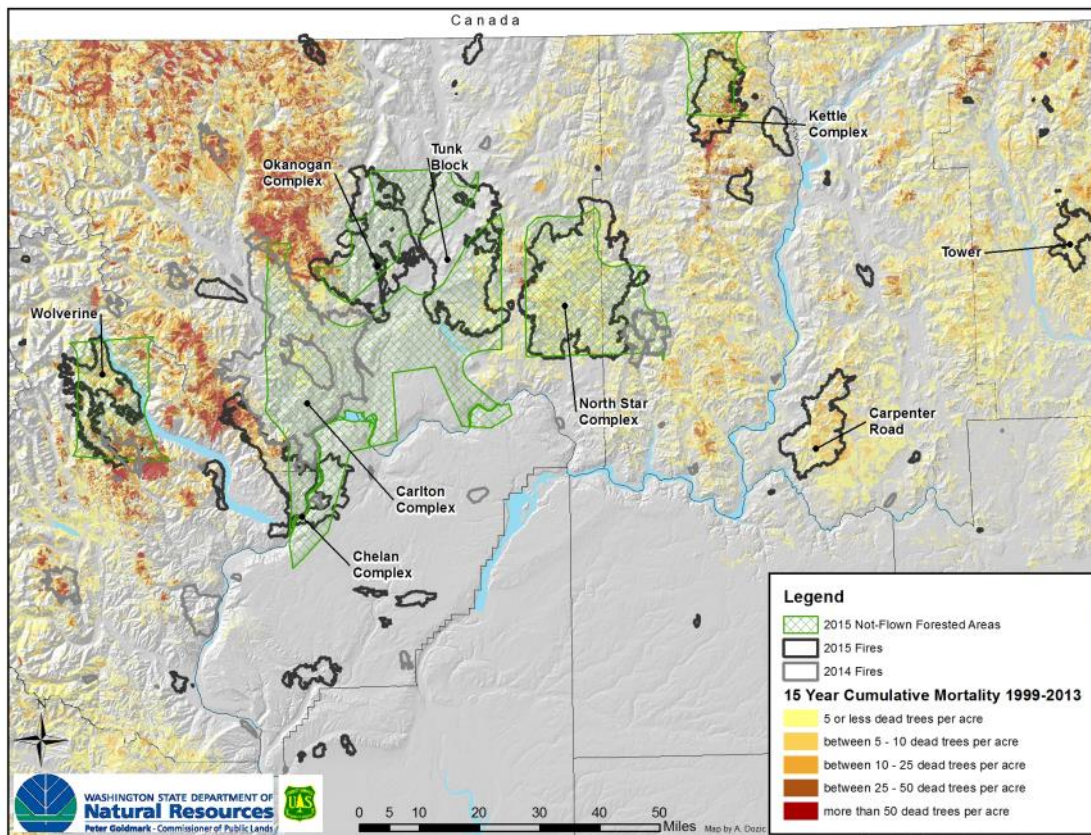 Canada
Kettle
Complex
Tunk
Block
Okanogan
Complex
Tower
Wolverine
North Star
Complex
Carpenter
Road
Carlton
Complex
Chelan
Complex
Legend
2015 Not-Flown Forested Areas
2015 Fires
2014 Fires
15 Year Cumulative Mortality 1999-2013
5 or less dead trees per acre
between 5 - 10 dead trees per acre
between 10 - 25 dead trees per acre
between 25 - 50 dead trees per acre
more than 50 dead trees per acre
N
WASHINGTON STATE DEPARTMENT OF
Natural Resources
Peter Goldmark - Commissioner of Public Lands
UAS
0 5 10 20 30 40 50
Miles
Map by A. Dozic